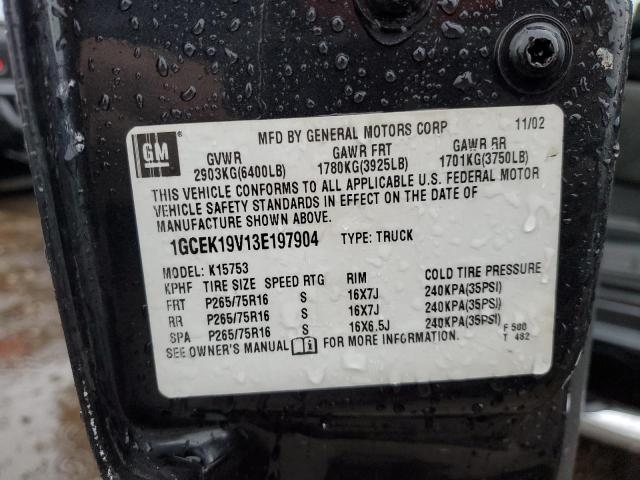 GM
MFD BY GENERAL MOTORS CORP 11/02
GVWR GAWR FRT GAWR RR
2903KG(6400LB) 1780KG(3925LB) 1701KG(3750LB)
THIS VEHICLE CONFORMS TO ALL APPLICABLE U.S. FEDERAL MOTOR
VEHICLE SAFETY STANDARDS IN EFFECT ON THE DATE OF
MANUFACTURE SHOWN ABOVE.
1GCEK19V13E197904 TYPE: TRUCK
MODEL: K15753
KPHF TIRE SIZE SPEED RTG RIM COLD TIRE PRESSURE
FRT P265/75R16 S 16X7J 240KPA(35PSI)
RR P265/75R16 S 16X7J 240KPA(35PSI)
SPA P265/75R16 S 16X6.5J 240KPA(35PSI)
SEE OWNER'S MANUAL FOR MORE INFORMATION.
F 500
T 482